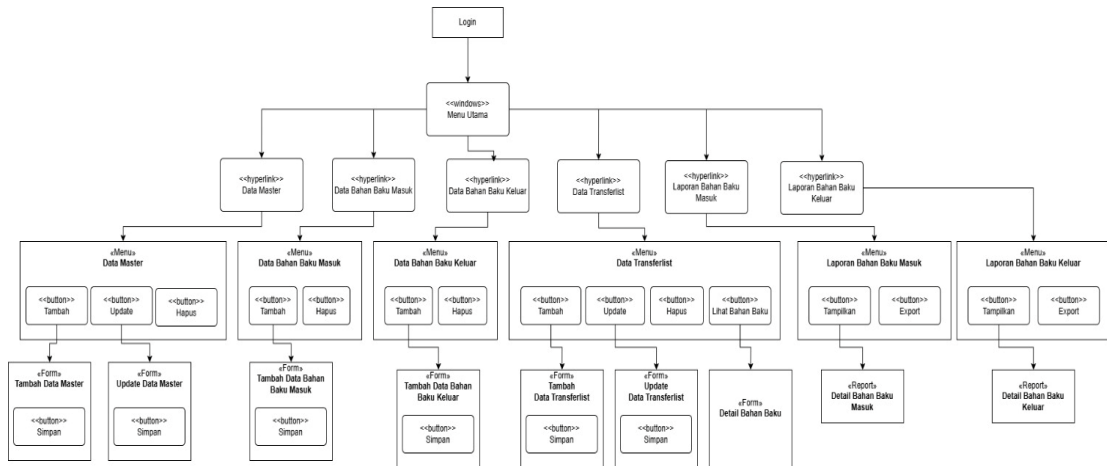 Login
<<windows>>
Menu Utama
<<hyperlink>>
Data Master
<<hyperlink>>
Data Bahan Baku Masuk
<<hyperlink>>
Data Bahan Baku Keluar
<<hyperlink>>
Data Transferlist
<<hyperlink>>
Laporan Bahan Baku
Masuk
<<hyperlink>>
Laporan Bahan Baku
Keluar
«Menu»
Data Master
<<button>>
Tambah
<<button>>
Update
<<button>>
Hapus
«Menu»
Data Bahan Baku Masuk
<<button>>
Tambah
<<button>>
Hapus
«Menu»
Data Bahan Baku Keluar
<<button>>
Tambah
<<button>>
Hapus
«Menu»
Data Transferlist
<<button>>
Tambah
<<button>>
Update
<<button>>
Hapus
<<button>>
Lihat Bahan Baku
«Menu»
Laporan Bahan Baku Masuk
<<button>>
Tampilkan
<<button>>
Export
«Menu»
Laporan Bahan Baku Keluar
<<button>>
Tampilkan
<<button>>
Export
«Form»
Tambah Data Master
<<button>>
Simpan
«Form»
Update Data Master
<<button>>
Simpan
«Form»
Tambah Data Bahan
Baku Masuk
<<button>>
Simpan
«Form»
Tambah Data Bahan
Baku Keluar
<<button>>
Simpan
«Form»
Tambah
Data Transferlist
<<button>>
Simpan
«Form»
Update
Data Transferlist
<<button>>
Simpan
«Form»
Detail Bahan Baku
«Report»
Detail Bahan Baku
Masuk
«Report»
Detail Bahan Baku
Keluar